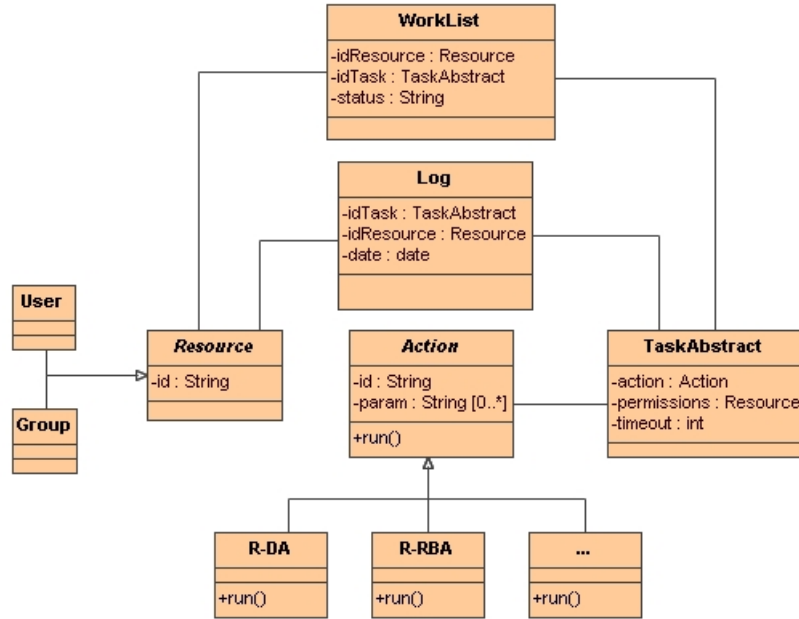 WorkList
-idResource : Resource
-idTask : TaskAbstract
-status : String
Log
-idTask : TaskAbstract
-idResource : Resource
-date : date
User
Group
Resource
-id : String
Action
-id : String
-param : String [0..*]
+run()
TaskAbstract
-action : Action
-permissions : Resource
-timeout : int
R-DA
+run()
R-RBA
+run()
...
+run()